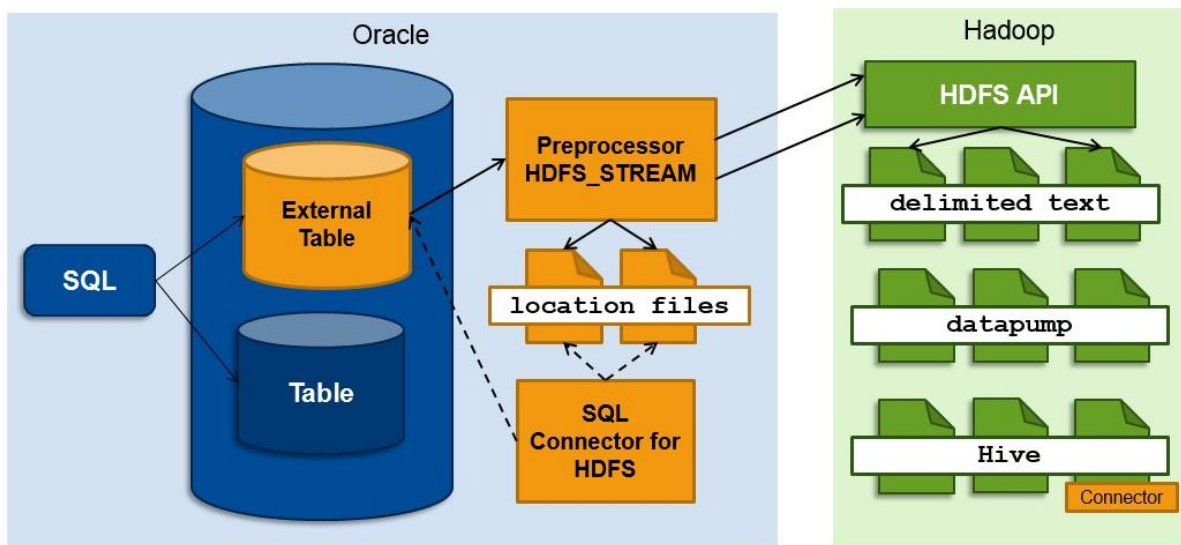 Oracle
Hadoop
HDFS API
Preprocessor
HDFS_STREAM
External
Table
delimited text
SQL
location files
datapump
Table
SQL
Connector for
HDFS
Hive
Connector